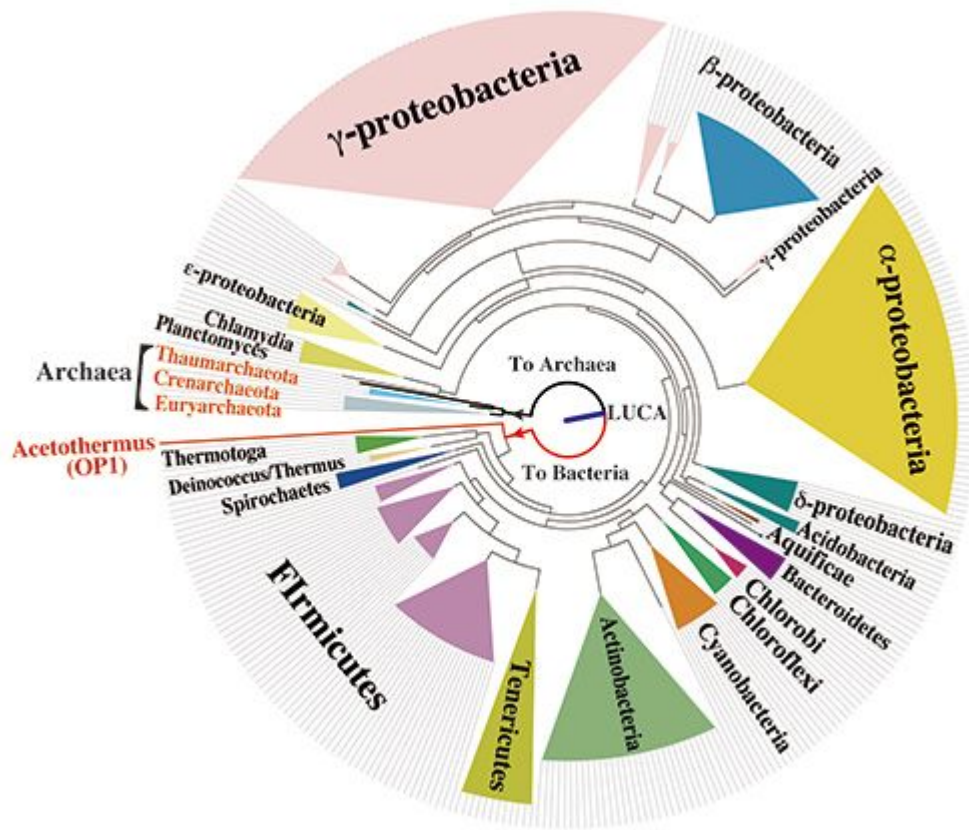 γ-proteobacteria
β-proteobacteria
γ-proteobacteria
α-proteobacteria
ε-proteobacteria
Chlamydia
Planctomyces
Archaea
Thaumarchaeota
Crenarchaeota
Euryarchaeota
To Archaea
LUCA
To Bacteria
Acetothermus
(OP1)
Thermotoga
Deinococcus/Thermus
Spirochaetes
FIrmicutes
Tenericutes
Actinobacteria
Cyanobacteria
Chloroflexi
Chlorobi
Bacteroidetes
Aquificae
Acidobacteria
δ-proteobacteria